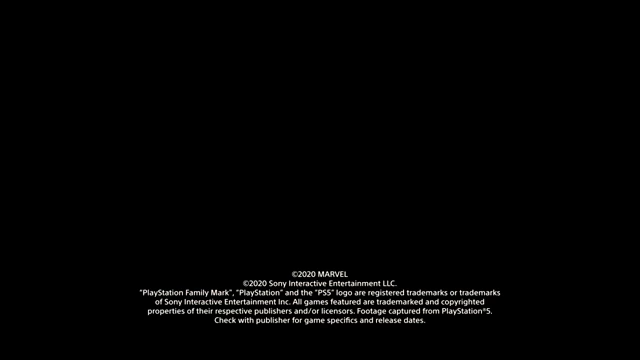 ©2020 MARVEL
©2020 Sony Interactive Entertainment LLC.
"PlayStation Family Mark", "PlayStation" and the "PS5" logo are registered trademarks or trademarks
of Sony Interactive Entertainment Inc. All games featured are trademarked and copyrighted
properties of their respective publishers and/or licensors. Footage captured from PlayStation®5.
Check with publisher for game specifics and release dates.